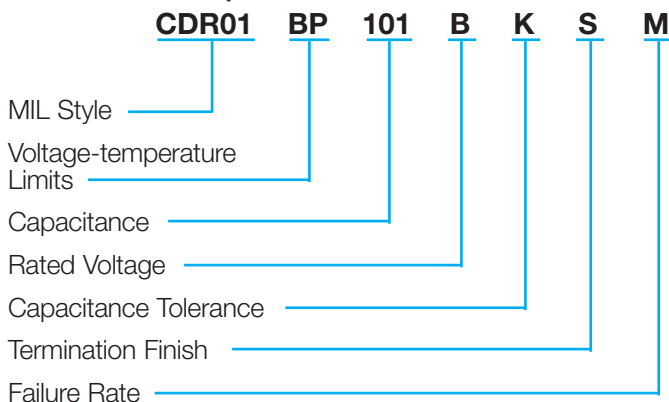 CDR01 BP 101 B K S M
MIL Style
Voltage-temperature
Limits
Capacitance
Rated Voltage
Capacitance Tolerance
Termination Finish
Failure Rate